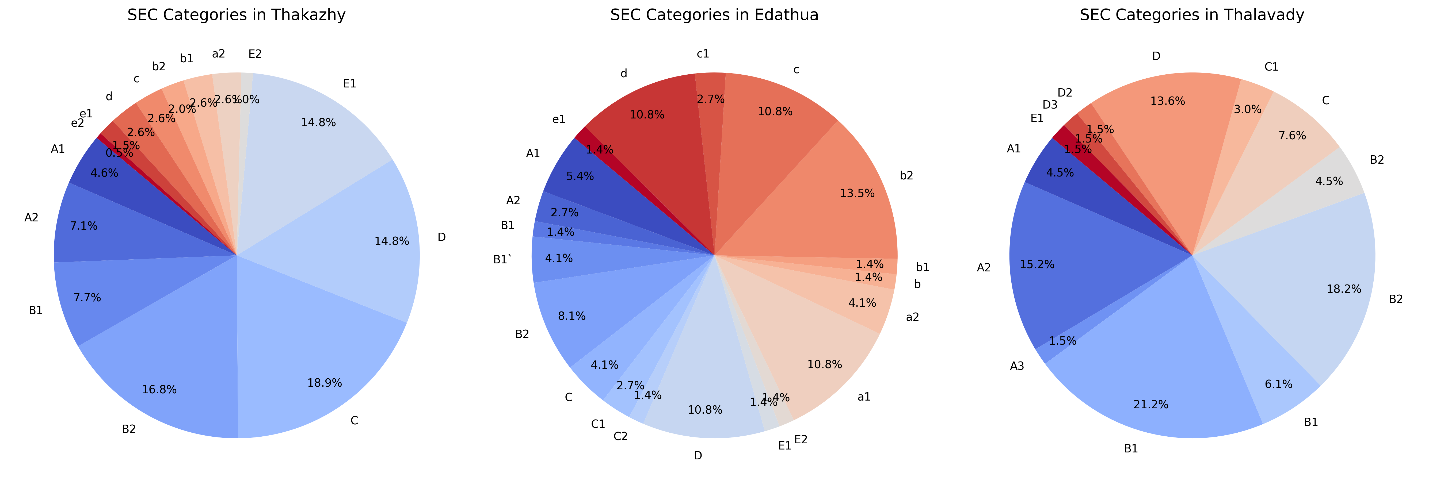 SEC Categories in Thakazhy
E2
a2
b1
b2
c
d
e1
e2
A1
A2
B1
B2
C
D
E1
1.0%
2.6%
2.6%
2.0%
2.6%
2.6%
1.5%
0.5%
4.6%
7.1%
7.7%
16.8%
18.9%
14.8%
14.8%
SEC Categories in Edathua
c1
d
e1
A1
A2
B1
B1`
B2
C
C1
C2
D
E1
E2
a1
a2
b
b1
b2
c
2.7%
10.8%
1.4%
5.4%
2.7%
1.4%
4.1%
8.1%
4.1%
2.7%
1.4%
10.8%
1.4%
1.4%
10.8%
4.1%
1.4%
1.4%
13.5%
10.8%
SEC Categories in Thalavady
D
D2
D3
E1
A1
A2
A3
B1
B1
B2
B2
C
C1
13.6%
1.5%
1.5%
1.5%
4.5%
15.2%
1.5%
21.2%
6.1%
18.2%
4.5%
7.6%
3.0%